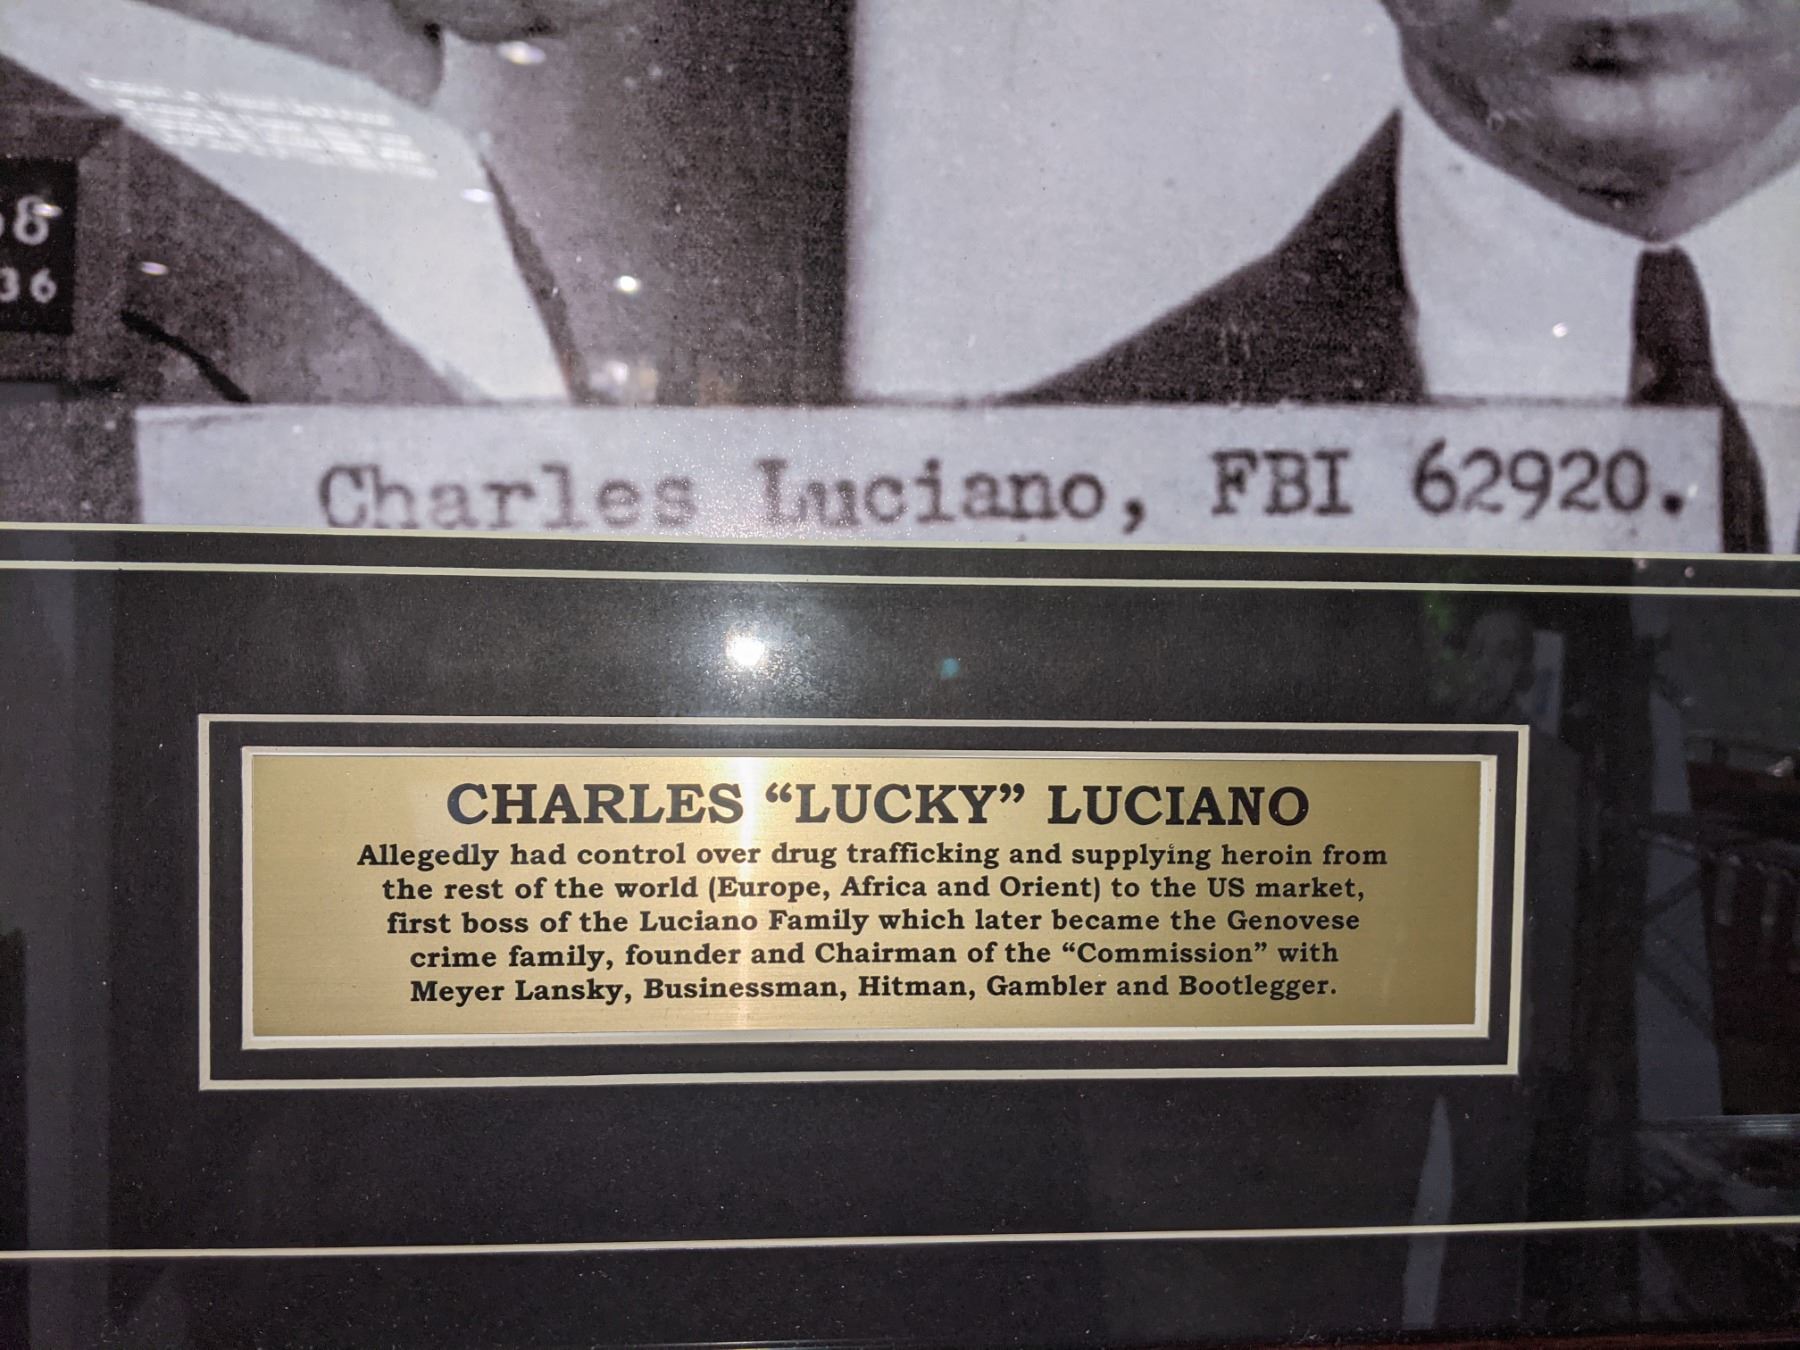 8
36
Charles Luciano, FBI 62920.
CHARLES “LUCKY” LUCIANO
Allegedly had control over drug trafficking and supplying heroin from
the rest of the world (Europe, Africa and Orient) to the US market,
first boss of the Luciano Family which later became the Genovese
crime family, founder and Chairman of the “Commission” with
Meyer Lansky, Businessman, Hitman, Gambler and Bootlegger.